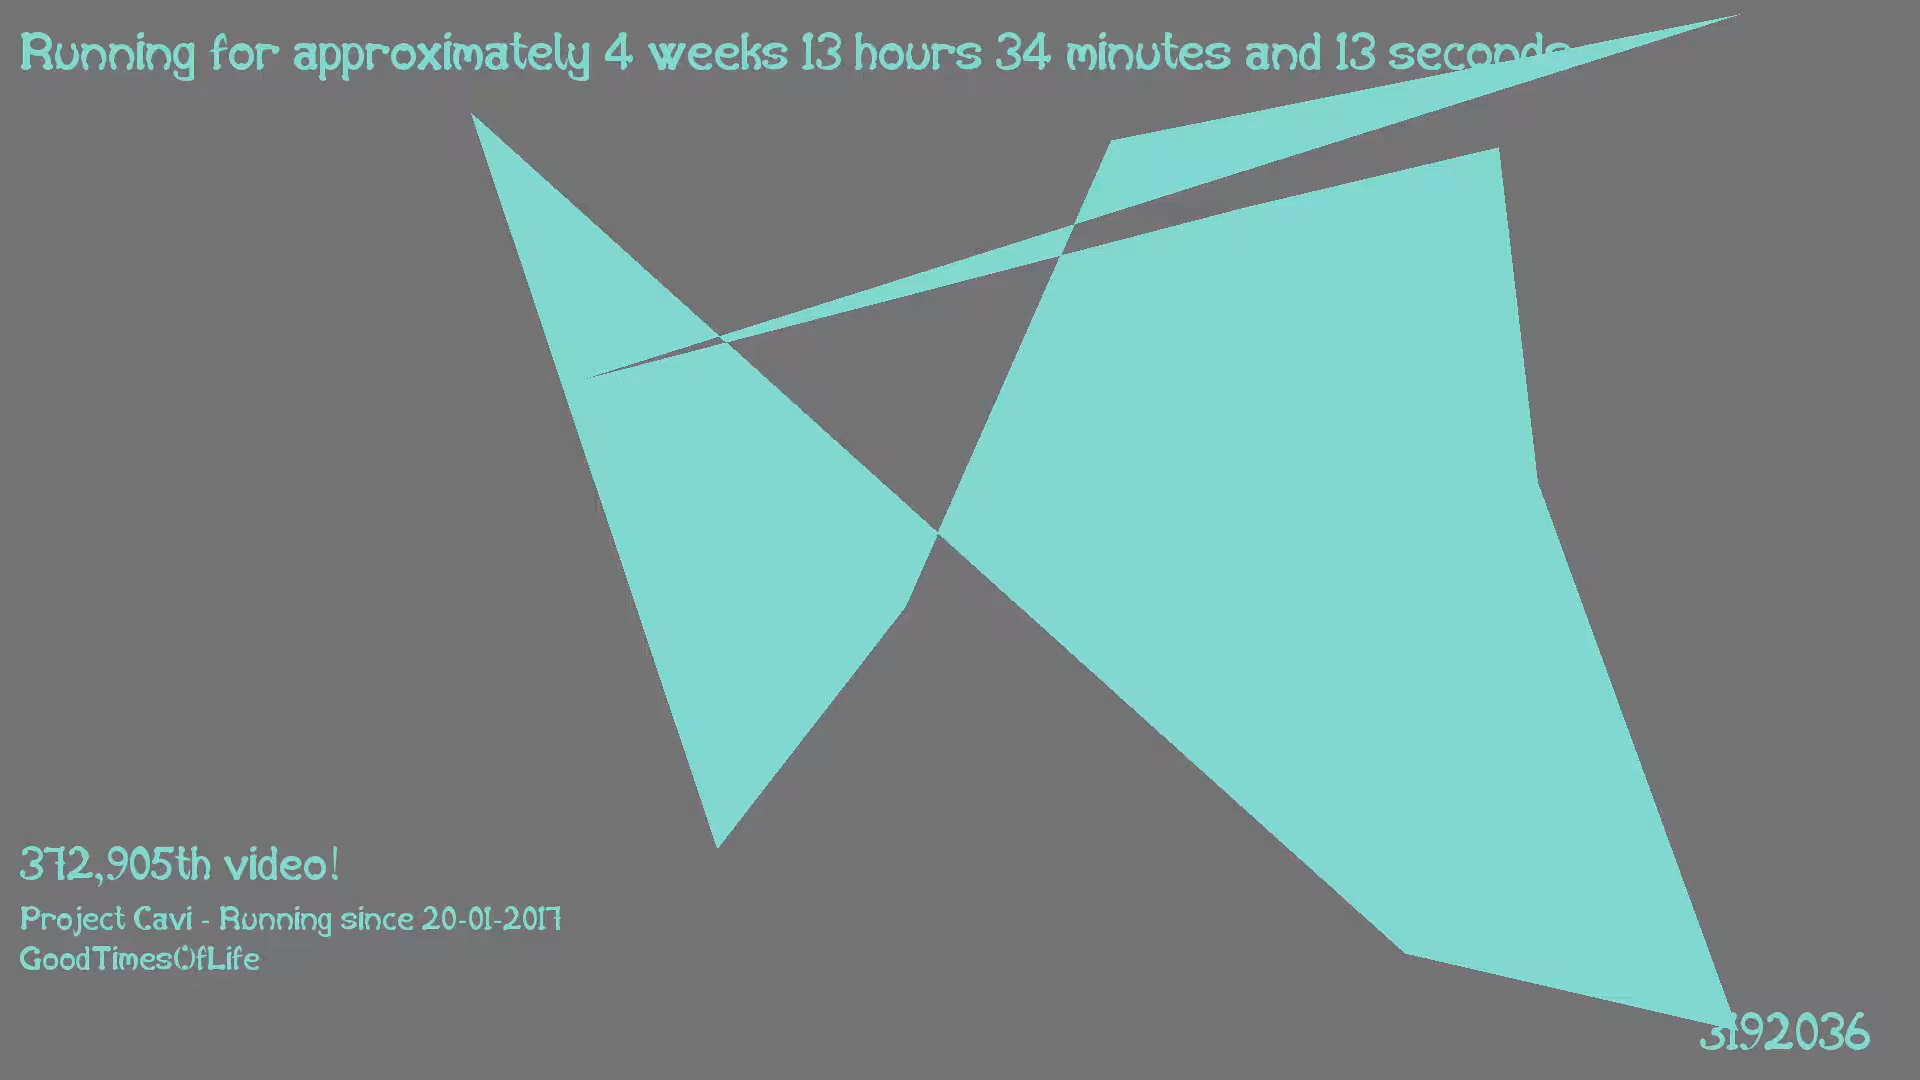 Running for approximately 4 weeks 13 hours 34 minutes and 13 seconds
372,905th video!
Project Cavi - Running since 20-01-2017
GoodTimesOfLife
3192036